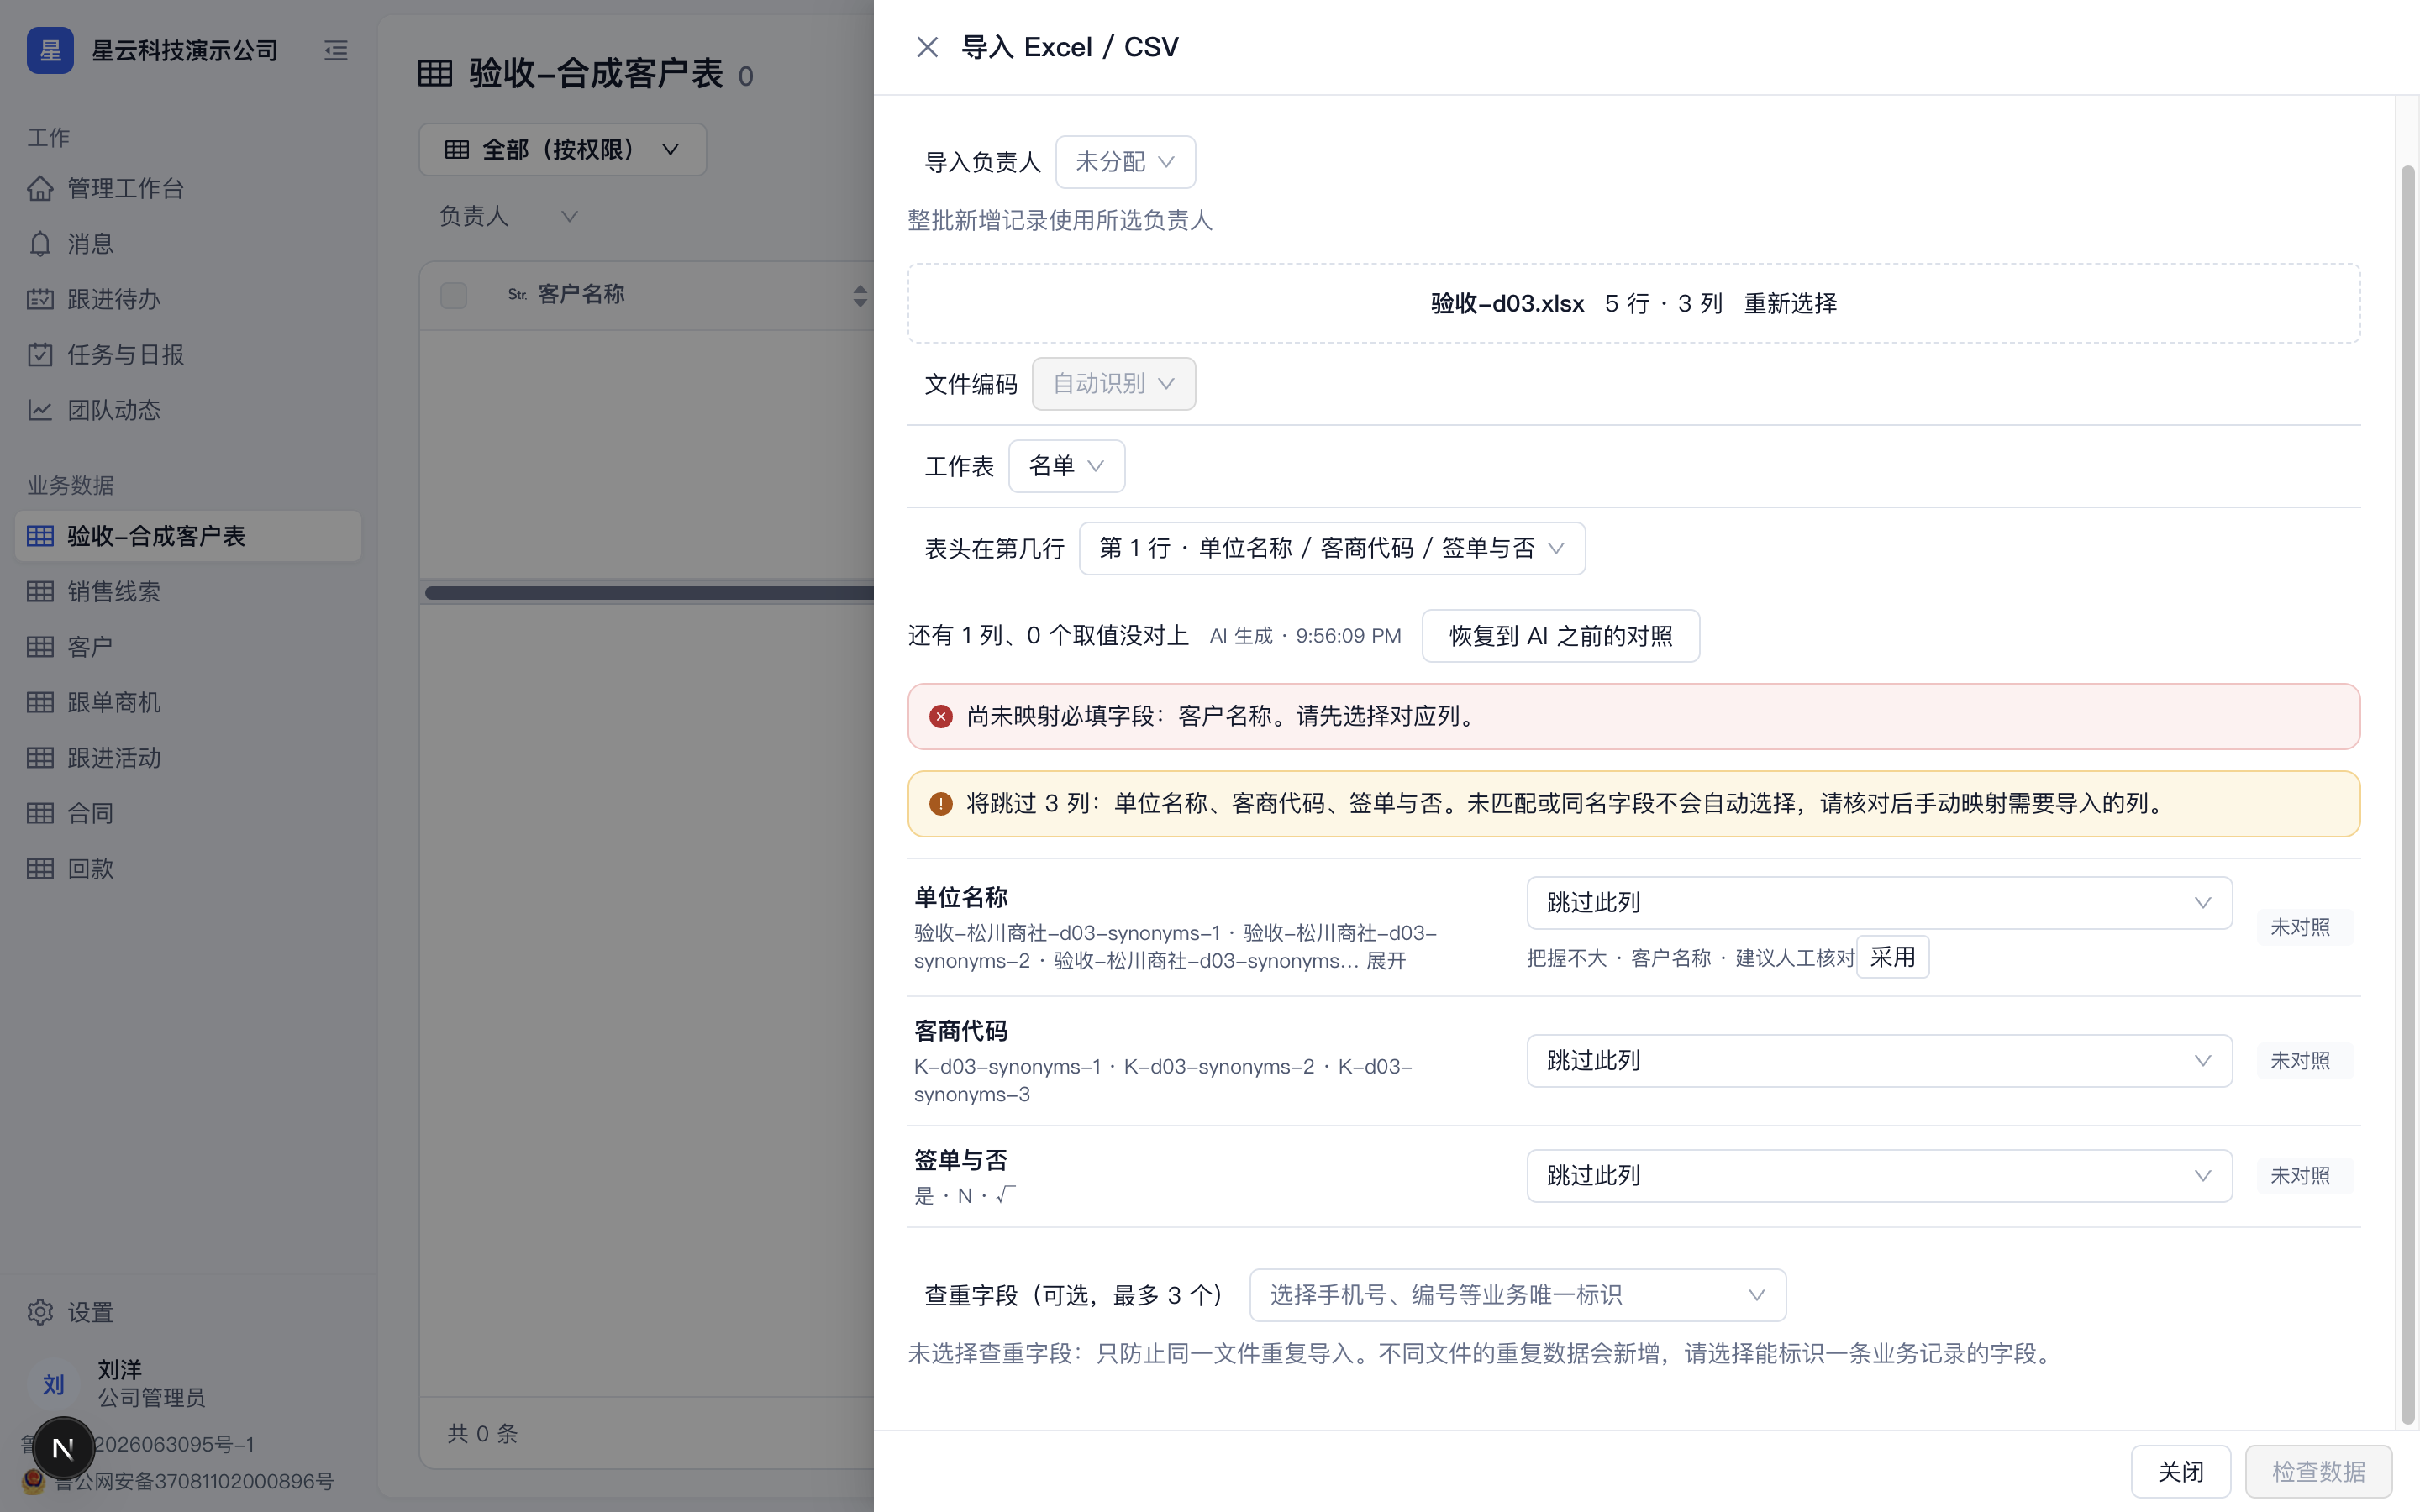 星 星云科技演示公司
工作
管理工作台
消息
跟进待办
任务与日报
团队动态
业务数据
验收-合成客户表
销售线索
客户
跟单商机
跟进活动
合同
回款
设置
刘 刘洋
公司管理员
2026063095号-1
公网安备37081102000896号
N
验收-合成客户表 0
全部（按权限）
负责人
Str. 客户名称
共 0 条
导入 Excel / CSV
导入负责人 未分配
整批新增记录使用所选负责人
验收-d03.xlsx 5 行 · 3 列 重新选择
文件编码 自动识别
工作表 名单
表头在第几行 第 1 行 · 单位名称 / 客商代码 / 签单与否
还有 1 列、0 个取值没对上 AI 生成 · 9:56:09 PM 恢复到 AI 之前的对照
尚未映射必填字段：客户名称。请先选择对应列。
将跳过 3 列：单位名称、客商代码、签单与否。未匹配或同名字段不会自动选择，请核对后手动映射需要导入的列。
单位名称
验收-松川商社-d03-synonyms-1 · 验收-松川商社-d03-
synonyms-2 · 验收-松川商社-d03-synonyms... 展开
跳过此列
把握不大 · 客户名称 · 建议人工核对 采用
未对照
客商代码
K-d03-synonyms-1 · K-d03-synonyms-2 · K-d03-
synonyms-3
跳过此列
未对照
签单与否
是 · N · √
跳过此列
未对照
查重字段（可选，最多 3 个） 选择手机号、编号等业务唯一标识
未选择查重字段：只防止同一文件重复导入。不同文件的重复数据会新增，请选择能标识一条业务记录的字段。
关闭 检查数据